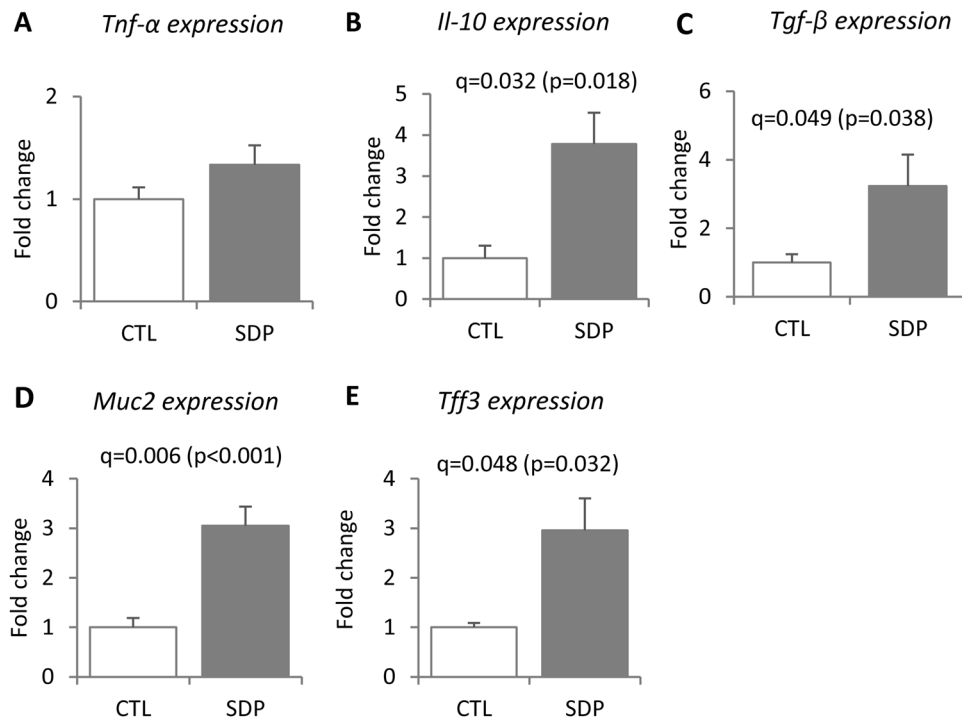 A Tnf-α expression
2
1
0
Fold change
CTL SDP
B Il-10 expression
q=0.032 (p=0.018)
5
4
3
2
1
0
Fold change
CTL SDP
C Tgf-β expression
6
q=0.049 (p=0.038)
4
2
0
Fold change
CTL SDP
D Muc2 expression
q=0.006 (p<0.001)
4
3
2
1
0
Fold change
CTL SDP
E Tff3 expression
q=0.048 (p=0.032)
4
3
2
1
0
Fold change
CTL SDP